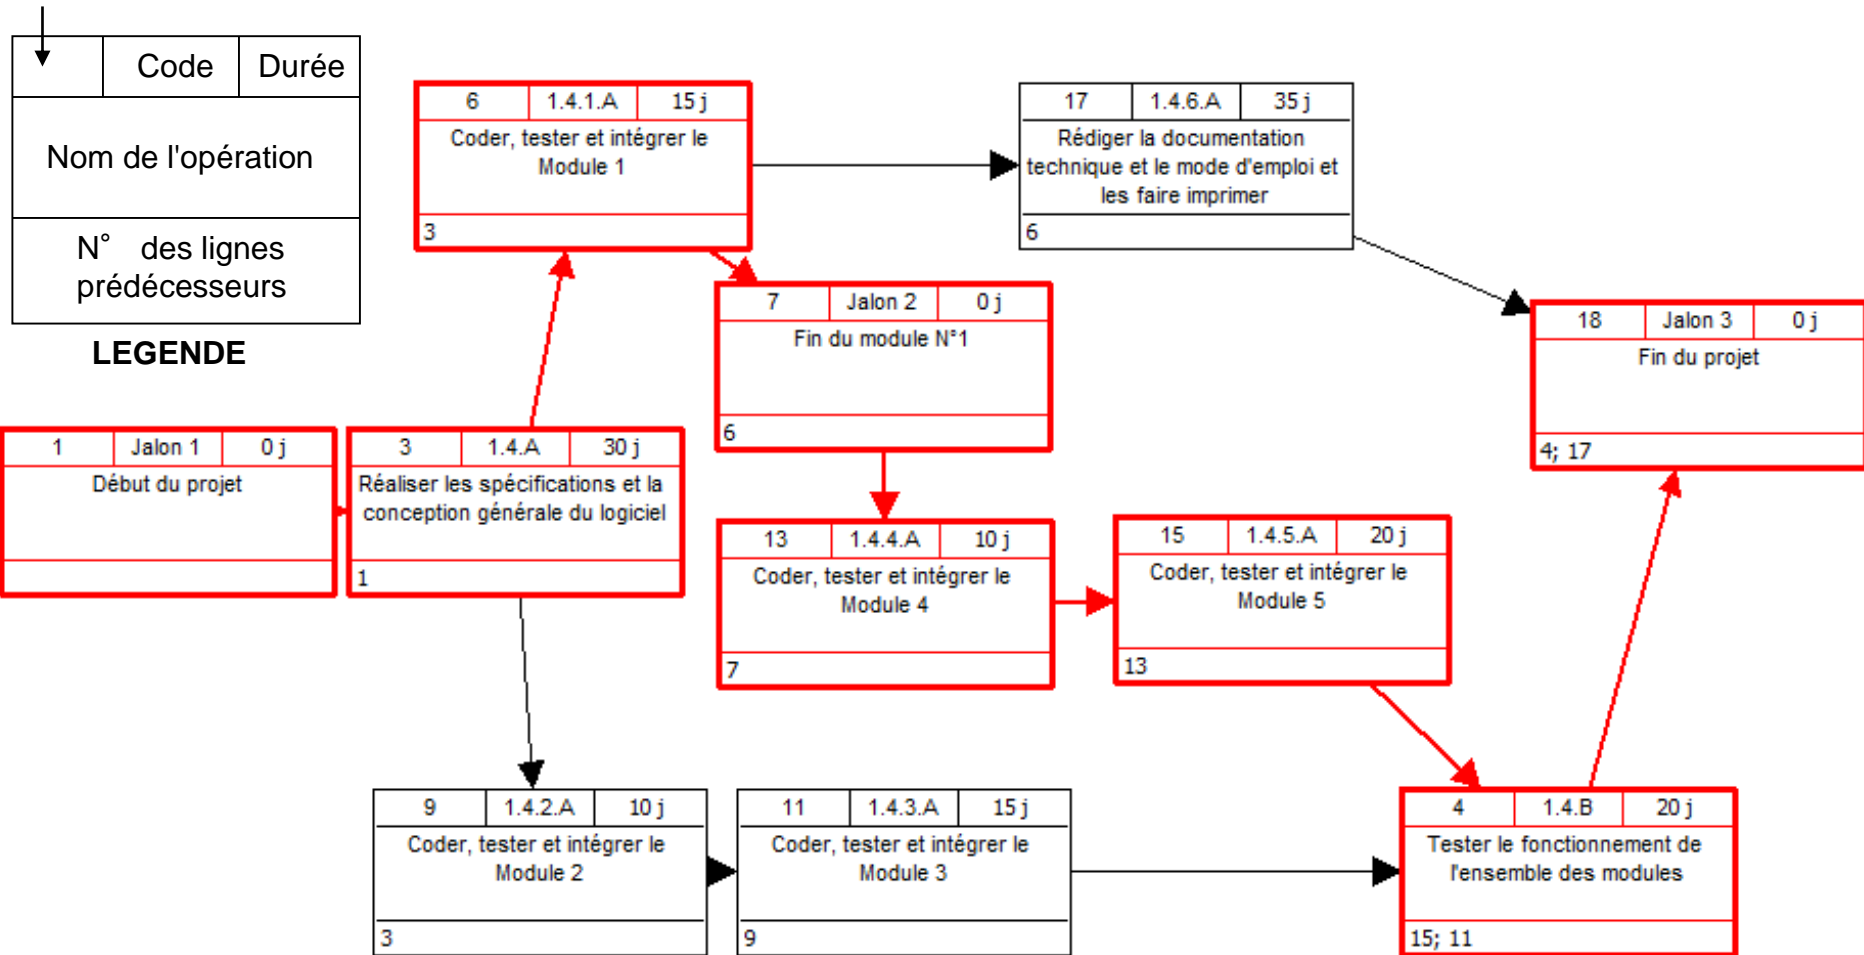 Code Durée
Nom de l'opération
N° des lignes
prédécesseurs
LEGENDE
6 1.4.1.A 15 j
Coder, tester et intégrer le
Module 1
3
17 1.4.6.A 35 j
Rédiger la documentation
technique et le mode d'emploi et
les faire imprimer
6
7 Jalon 2 0 j
Fin du module N°1
6
18 Jalon 3 0 j
Fin du projet
4; 17
1 Jalon 1 0 j
Début du projet
3 1.4.A 30 j
Réaliser les spécifications et la
conception générale du logiciel
1
13 1.4.4.A 10 j
Coder, tester et intégrer le
Module 4
7
15 1.4.5.A 20 j
Coder, tester et intégrer le
Module 5
13
9 1.4.2.A 10 j
Coder, tester et intégrer le
Module 2
3
11 1.4.3.A 15 j
Coder, tester et intégrer le
Module 3
9
4 1.4.B 20 j
Tester le fonctionnement de
l'ensemble des modules
15; 11